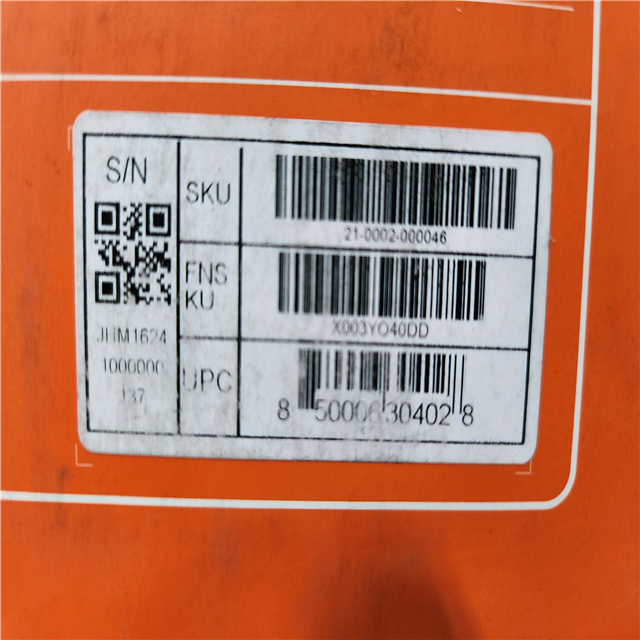 S/N
JHM1624
1000000
137
SKU
21-0002-000046
FNS
KU
X003YO40DD
UPC
8 50006 30402 8